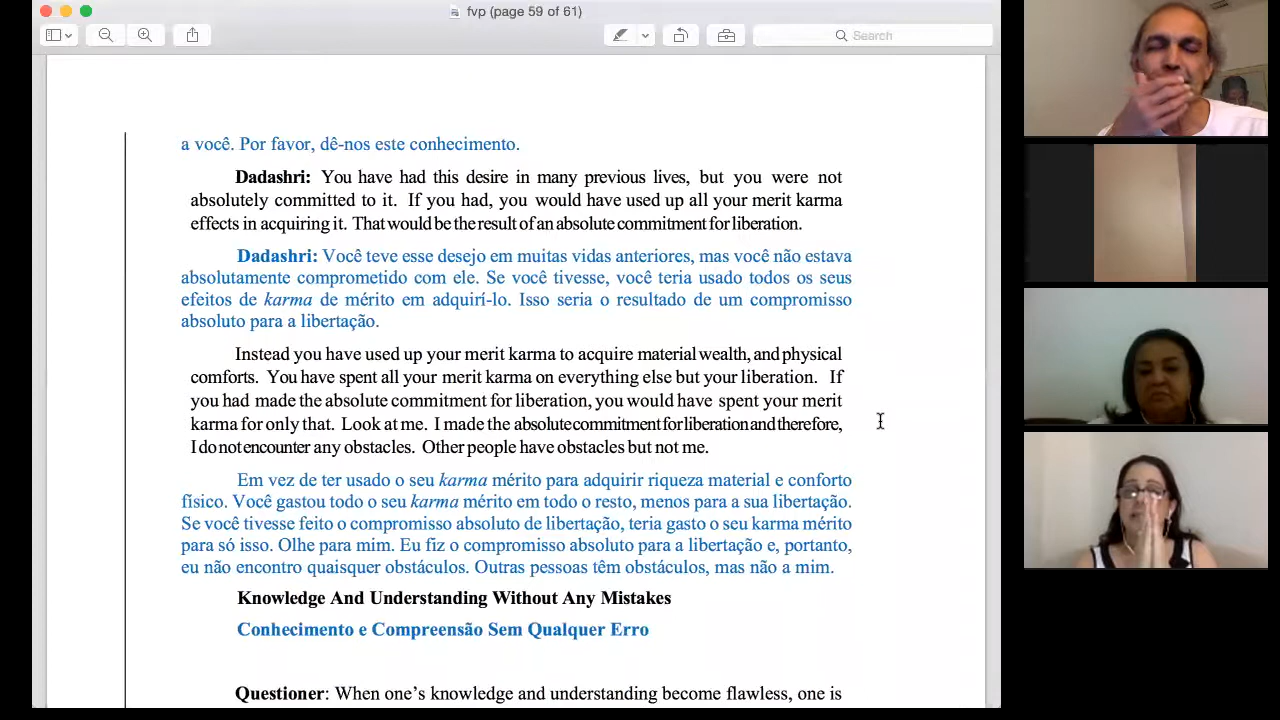 fvp (page 59 of 61)
Search
a você. Por favor, dê-nos este conhecimento.
Dadashri: You have had this desire in many previous lives, but you were not
absolutely committed to it. If you had, you would have used up all your merit karma
effects in acquiring it. That would be the result of an absolute commitment for liberation.
Dadashri: Você teve esse desejo em muitas vidas anteriores, mas você não estava
absolutamente comprometido com ele. Se você tivesse, você teria usado todos os seus
efeitos de karma de mérito em adquirí-lo. Isso seria o resultado de um compromisso
absoluto para a libertação.
Instead you have used up your merit karma to acquire material wealth, and physical
comforts. You have spent all your merit karma on everything else but your liberation. If
you had made the absolute commitment for liberation, you would have spent your merit
karma for only that. Look at me. I made the absolute commitment for liberation and therefore,
I do not encounter any obstacles. Other people have obstacles but not me.
Em vez de ter usado o seu karma mérito para adquirir riqueza material e conforto
físico. Você gastou todo o seu karma mérito em todo o resto, menos para a sua libertação.
Se você tivesse feito o compromisso absoluto de libertação, teria gasto o seu karma mérito
para só isso. Olhe para mim. Eu fiz o compromisso absoluto para a libertação e, portanto,
eu não encontro quaisquer obstáculos. Outras pessoas têm obstáculos, mas não a mim.
Knowledge And Understanding Without Any Mistakes
Conhecimento e Compreensão Sem Qualquer Erro
Questioner: When one's knowledge and understanding become flawless, one is